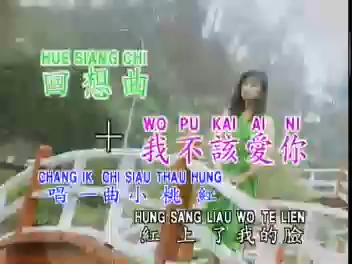 HUE SIANG CHI
回想曲
WO PU KAI AI NI
我不該愛你
CHANG IK CHI SIAU THAU HUNG
唱一曲小桃紅
HUNG SANG LIAU WO TE LIEN
紅上了我的臉